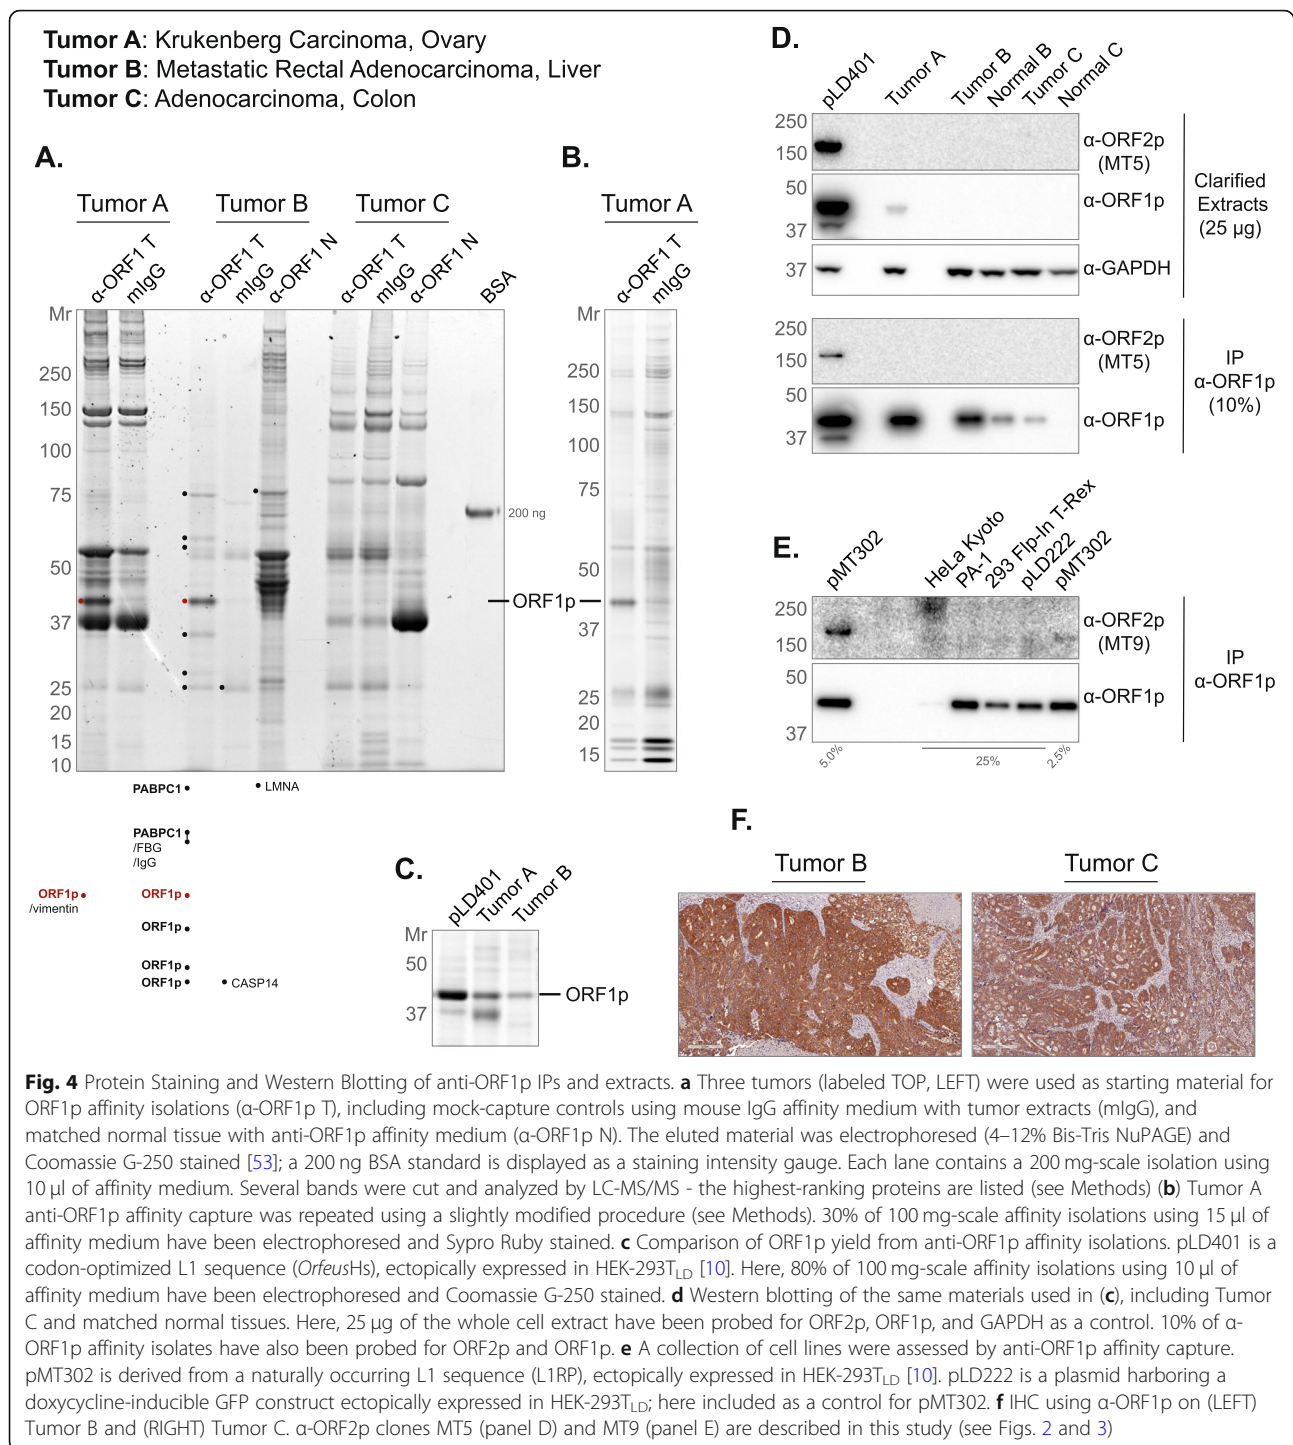 Tumor A: Krukenberg Carcinoma, Ovary
Tumor B: Metastatic Rectal Adenocarcinoma, Liver
Tumor C: Adenocarcinoma, Colon
A.
Tumor A
Tumor B
Tumor C
α-ORF1 T
mIgG
α-ORF1 T
mIgG
α-ORF1 N
α-ORF1 T
mIgG
α-ORF1 N
BSA
Mr
250
150
100
75
50
37
25
20
15
10
200 ng
ORF1p
PABPC1
LMNA
PABPC1
/FBG
/IgG
ORF1p
/vimentin
ORF1p
ORF1p
ORF1p
ORF1p
CASP14
B.
Tumor A
α-ORF1 T
mIgG
Mr
250
150
100
75
50
37
25
20
15
C.
pLD401
Tumor A
Tumor B
Mr
50
37
ORF1p
D.
pLD401
Tumor A
Tumor B
Normal B
Tumor C
Normal C
250
150
α-ORF2p
(MT5)
50
37
α-ORF1p
37
α-GAPDH
Clarified
Extracts
(25 µg)
250
150
α-ORF2p
(MT5)
50
37
α-ORF1p
IP
α-ORF1p
(10%)
E.
pMT302
HeLa Kyoto
PA-1
293 Flp-In T-Rex
pLD222
pMT302
250
150
α-ORF2p
(MT9)
50
37
α-ORF1p
IP
α-ORF1p
5.0%
25%
2.5%
F.
Tumor B
Tumor C
Fig. 4 Protein Staining and Western Blotting of anti-ORF1p IPs and extracts. a Three tumors (labeled TOP, LEFT) were used as starting material for
ORF1p affinity isolations (α-ORF1p T), including mock-capture controls using mouse IgG affinity medium with tumor extracts (mIgG), and
matched normal tissue with anti-ORF1p affinity medium (α-ORF1p N). The eluted material was electrophoresed (4–12% Bis-Tris NuPAGE) and
Coomassie G-250 stained [53]; a 200 ng BSA standard is displayed as a staining intensity gauge. Each lane contains a 200 mg-scale isolation using
10 µl of affinity medium. Several bands were cut and analyzed by LC-MS/MS - the highest-ranking proteins are listed (see Methods) (b) Tumor A
anti-ORF1p affinity capture was repeated using a slightly modified procedure (see Methods). 30% of 100 mg-scale affinity isolations using 15 µl of
affinity medium have been electrophoresed and Sypro Ruby stained. c Comparison of ORF1p yield from anti-ORF1p affinity isolations. pLD401 is a
codon-optimized L1 sequence (OrfeusHs), ectopically expressed in HEK-293TLD [10]. Here, 80% of 100 mg-scale affinity isolations using 10 µl of
affinity medium have been electrophoresed and Coomassie G-250 stained. d Western blotting of the same materials used in (c), including Tumor
C and matched normal tissues. Here, 25 µg of the whole cell extract have been probed for ORF2p, ORF1p, and GAPDH as a control. 10% of α-
ORF1p affinity isolates have also been probed for ORF2p and ORF1p. e A collection of cell lines were assessed by anti-ORF1p affinity capture.
pMT302 is derived from a naturally occurring L1 sequence (L1RP), ectopically expressed in HEK-293TLD [10]. pLD222 is a plasmid harboring a
doxycycline-inducible GFP construct ectopically expressed in HEK-293TLD; here included as a control for pMT302. f IHC using α-ORF1p on (LEFT)
Tumor B and (RIGHT) Tumor C. α-ORF2p clones MT5 (panel D) and MT9 (panel E) are described in this study (see Figs. 2 and 3)